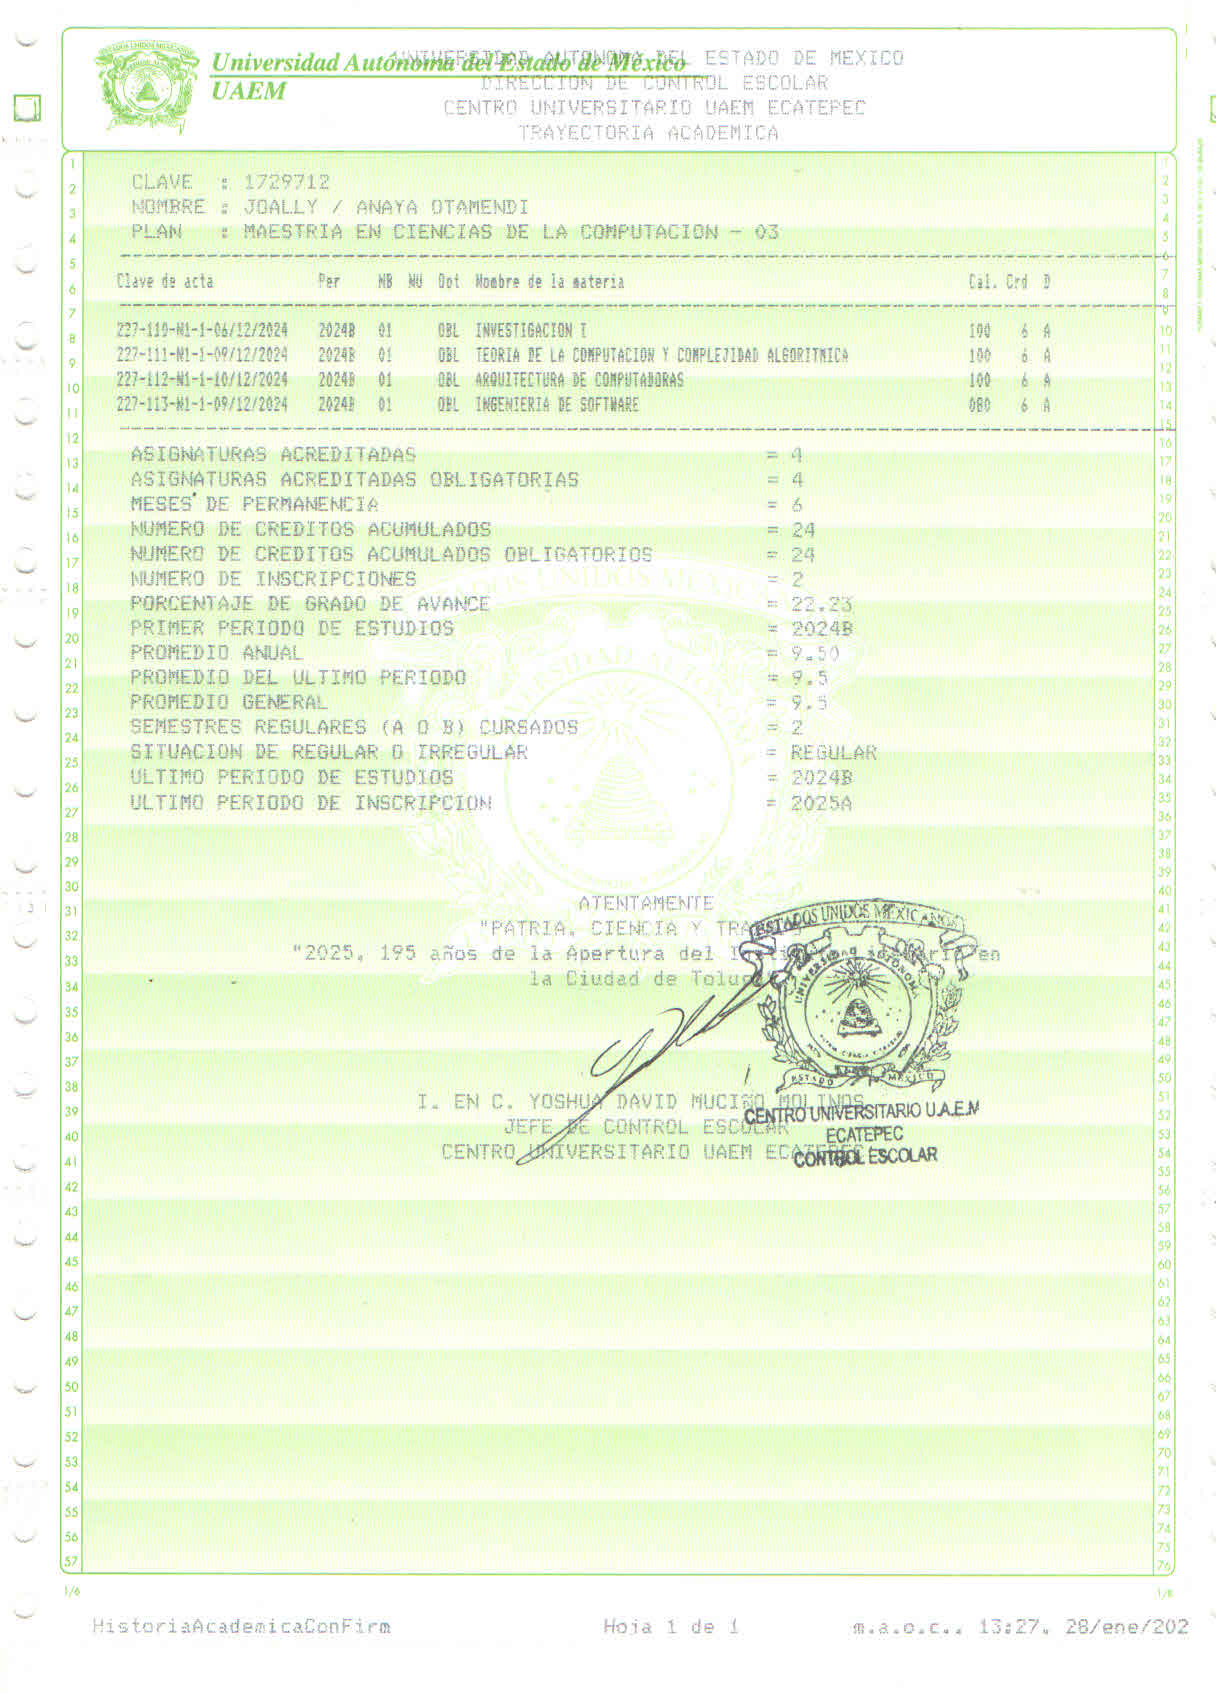 Universidad Autónoma del Estado de México
UAEM
UNIVERSIDAD AUTONOMA DEL ESTADO DE MEXICO
DIRECCION DE CONTROL ESCOLAR
CENTRO UNIVERSITARIO UAEM ECATEPEC
TRAYECTORIA ACADEMICA
CLAVE : 1729712
NOMBRE : JOALLY / ANAYA OTAMENDI
PLAN : MAESTRIA EN CIENCIAS DE LA COMPUTACION - 03
Clave de acta Per NB NU Opt Nombre de la materia Cal. Crd D
227-110-N1-1-06/12/2024 2024B 01 OBL INVESTIGACION I 100 6 A
227-111-N1-1-09/12/2024 2024B 01 OBL TEORIA DE LA COMPUTACION Y COMPLEJIDAD ALGORITMICA 100 6 A
227-112-N1-1-10/12/2024 2024B 01 OBL ARQUITECTURA DE COMPUTADORAS 100 6 A
227-113-N1-1-09/12/2024 2024B 01 OBL INGENIERIA DE SOFTWARE 080 6 A
ASIGNATURAS ACREDITADAS = 4
ASIGNATURAS ACREDITADAS OBLIGATORIAS = 4
MESES DE PERMANENCIA = 6
NUMERO DE CREDITOS ACUMULADOS = 24
NUMERO DE CREDITOS ACUMULADOS OBLIGATORIOS = 24
NUMERO DE INSCRIPCIONES = 2
PORCENTAJE DE GRADO DE AVANCE = 22.23
PRIMER PERIODO DE ESTUDIOS = 2024B
PROMEDIO ANUAL = 9.50
PROMEDIO DEL ULTIMO PERIODO = 9.5
PROMEDIO GENERAL = 9.5
SEMESTRES REGULARES (A O B) CURSADOS = 2
SITUACION DE REGULAR O IRREGULAR = REGULAR
ULTIMO PERIODO DE ESTUDIOS = 2024B
ULTIMO PERIODO DE INSCRIPCION = 2025A
ATENTAMENTE
"PATRIA, CIENCIA Y TRA
"2025, 195 años de la Apertura del en
la Ciudad de Toluca
ESTADOS UNIDOS MEXICANOS
UNIVERSIDAD AUTONOMA
ESTADO MEXICO
I. EN C. YOSHUA DAVID MUCIÑO MOLINOS
JEFE DE CONTROL ESCOLAR
CENTRO UNIVERSITARIO UAEM ECATEPEC
CENTRO UNIVERSITARIO U.A.E.M
ECATEPEC
CONTROL ESCOLAR
1/6 1/8
HistoriaAcademicaConFirm Hoja 1 de 1 m.a.o.c., 13:27, 28/ene/202